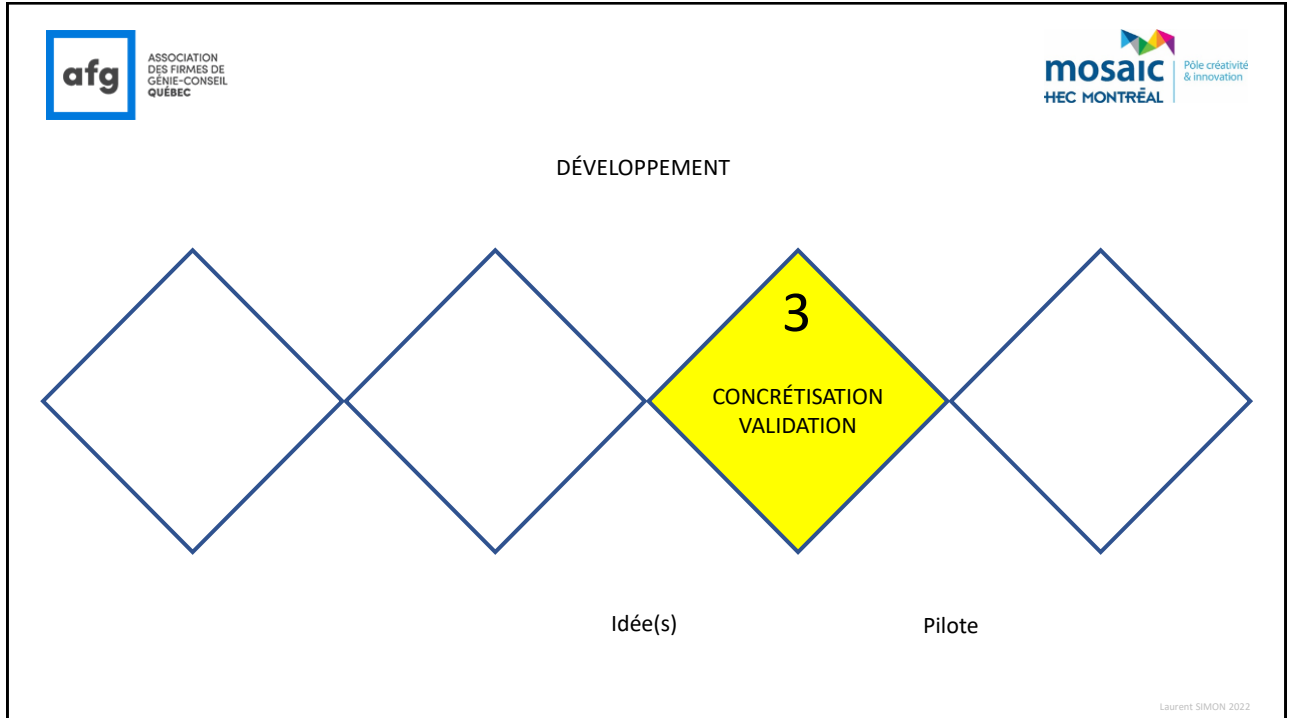 afg
ASSOCIATION
DES FIRMES DE
GÉNIE-CONSEIL
QUÉBEC
mosaic
HEC MONTRĒAL
Pôle créativité
& innovation
DÉVELOPPEMENT
3
CONCRÉTISATION
VALIDATION
Idée(s)
Pilote
Laurent SIMON 2022